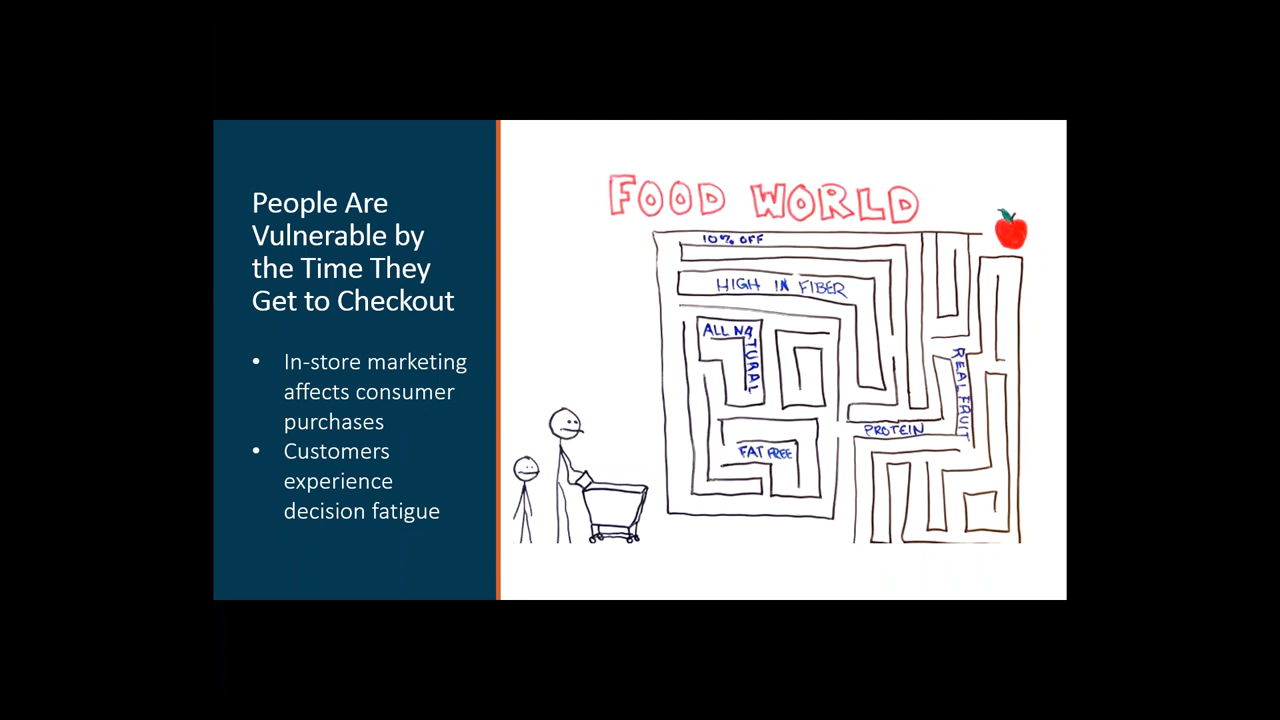 People Are
Vulnerable by
the Time They
Get to Checkout
• In-store marketing
affects consumer
purchases
• Customers
experience
decision fatigue
FOOD WORLD
10% OFF
HIGH IN FIBER
ALL NATURAL
REAL FRUIT
PROTEIN
FAT FREE